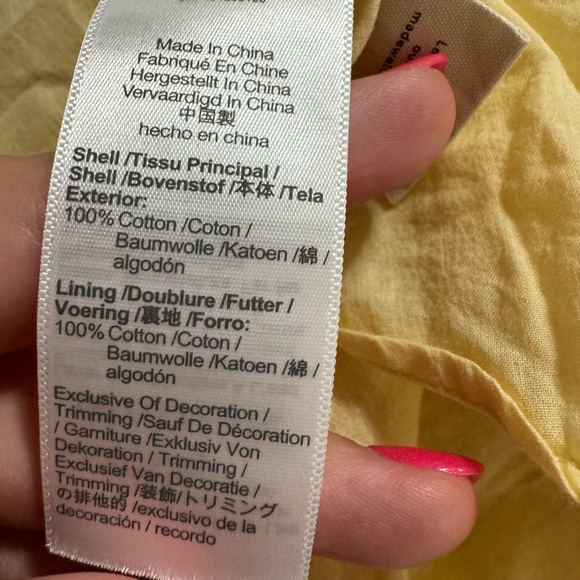 Made In China
Fabriqué En Chine
Hergestellt In China
Vervaardigd In China
中国製
hecho en china
Shell /Tissu Principal /
Shell /Bovenstof /本体 /Tela
Exterior:
100% Cotton /Coton /
Baumwolle /Katoen /綿 /
algodón
Lining /Doublure /Futter /
Voering /裏地 /Forro:
100% Cotton /Coton /
Baumwolle /Katoen /綿 /
algodón
Exclusive Of Decoration /
Trimming /Sauf De Décoration
/ Garniture /Exklusiv Von
Dekoration / Trimming /
Exclusief Van Decoratie /
Trimming /装飾/トリミング
の排他的 /exclusivo de la
decoración / recordo